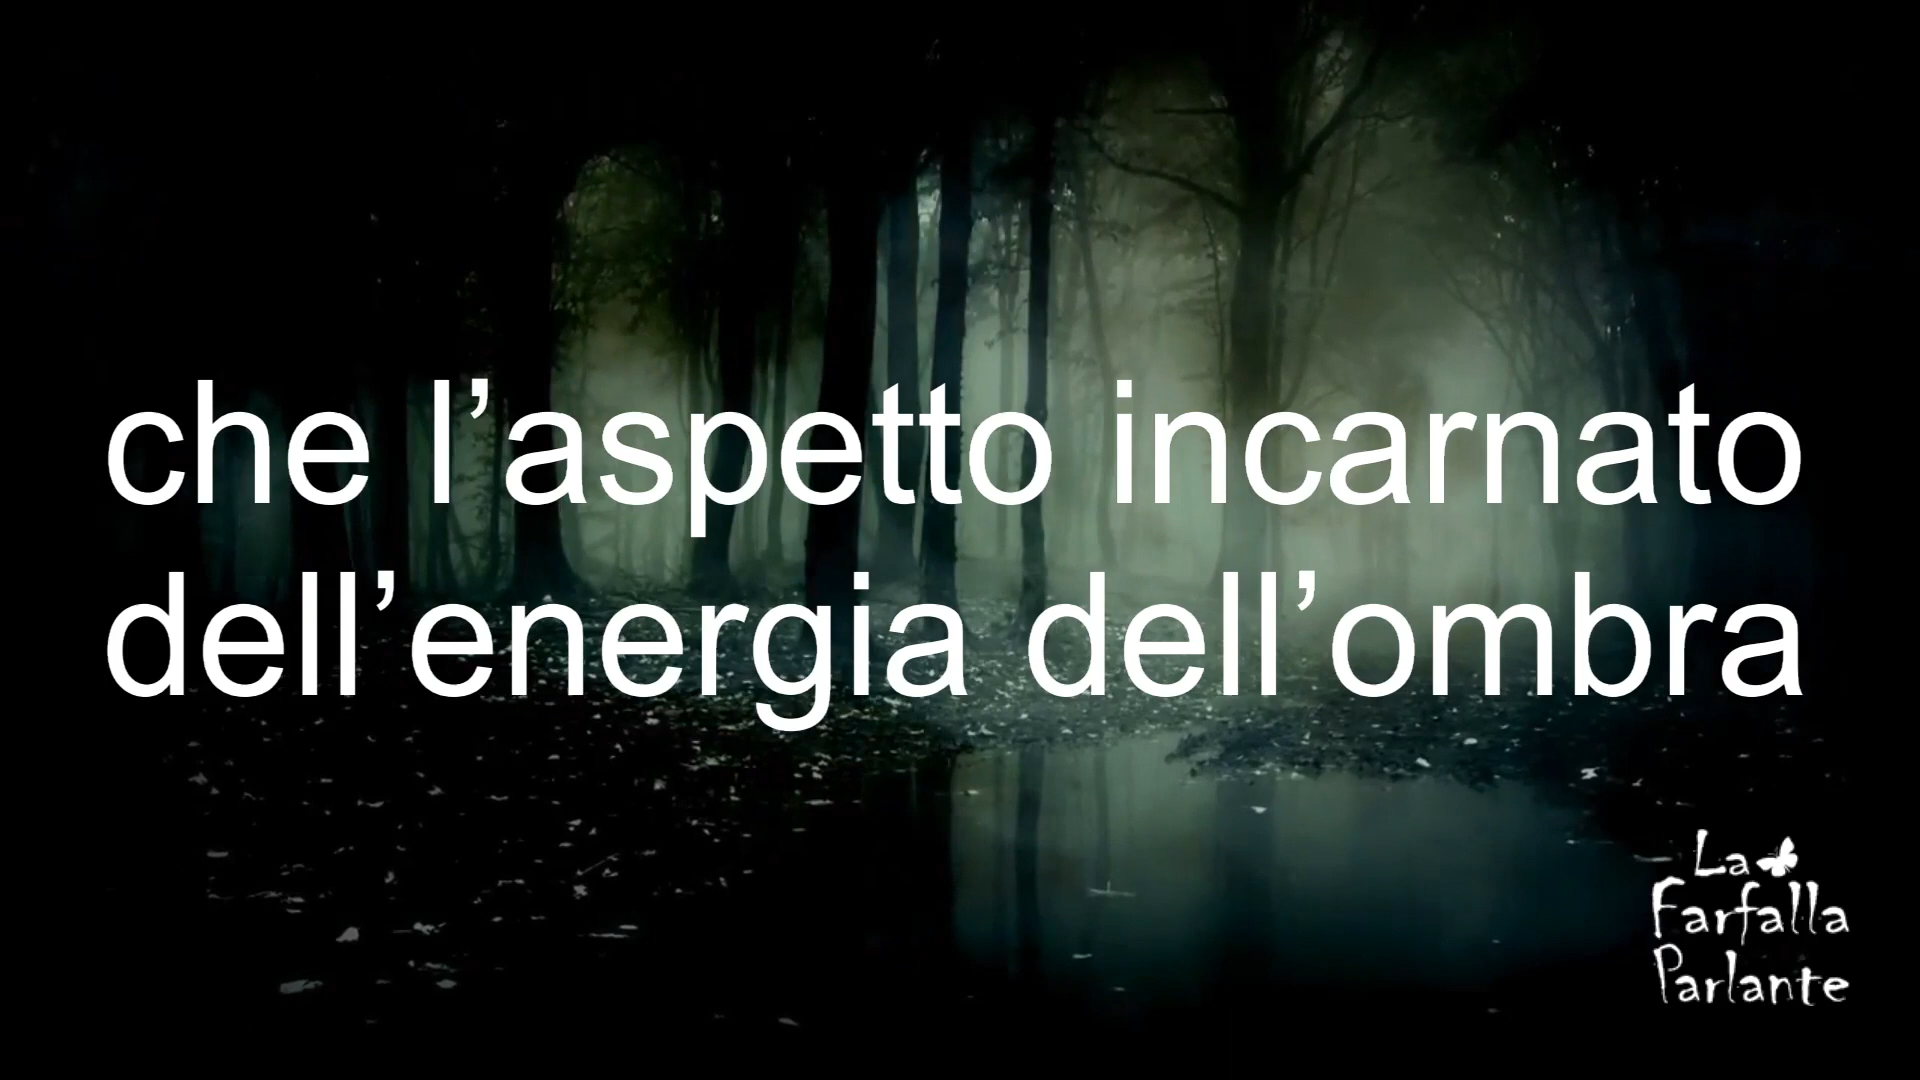 che l’aspetto incarnato
dell’energia dell’ombra
La
Farfalla
Parlante